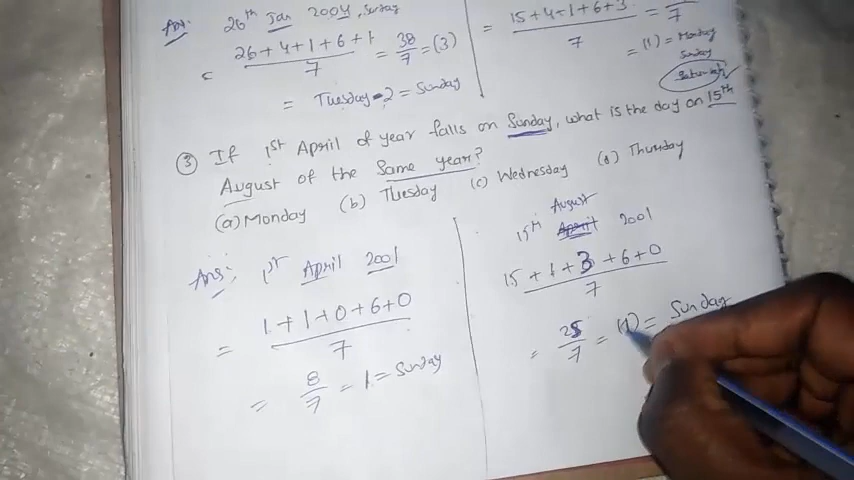 Ans: 26th Jan 2004, Sunday
= 26+4+1+6+1 / 7 = 38/7 = (3)
= Tuesday-2 = Sunday
= 15+4-1+6+3 / 7 = /7
= (1) = Monday
Sunday
Saturday
③ If 1st April of year falls on Sunday, what is the day on 15th
August of the Same year?
(a) Monday (b) Tuesday (c) Wednesday (d) Thursday
Ans: 1st April 2001
= 1+1+0+6+0 / 7
= 8/7 = 1 = Sunday
August
15th April 2001
15+1+3+6+0 / 7
= 25/7 = (4) = Sunday